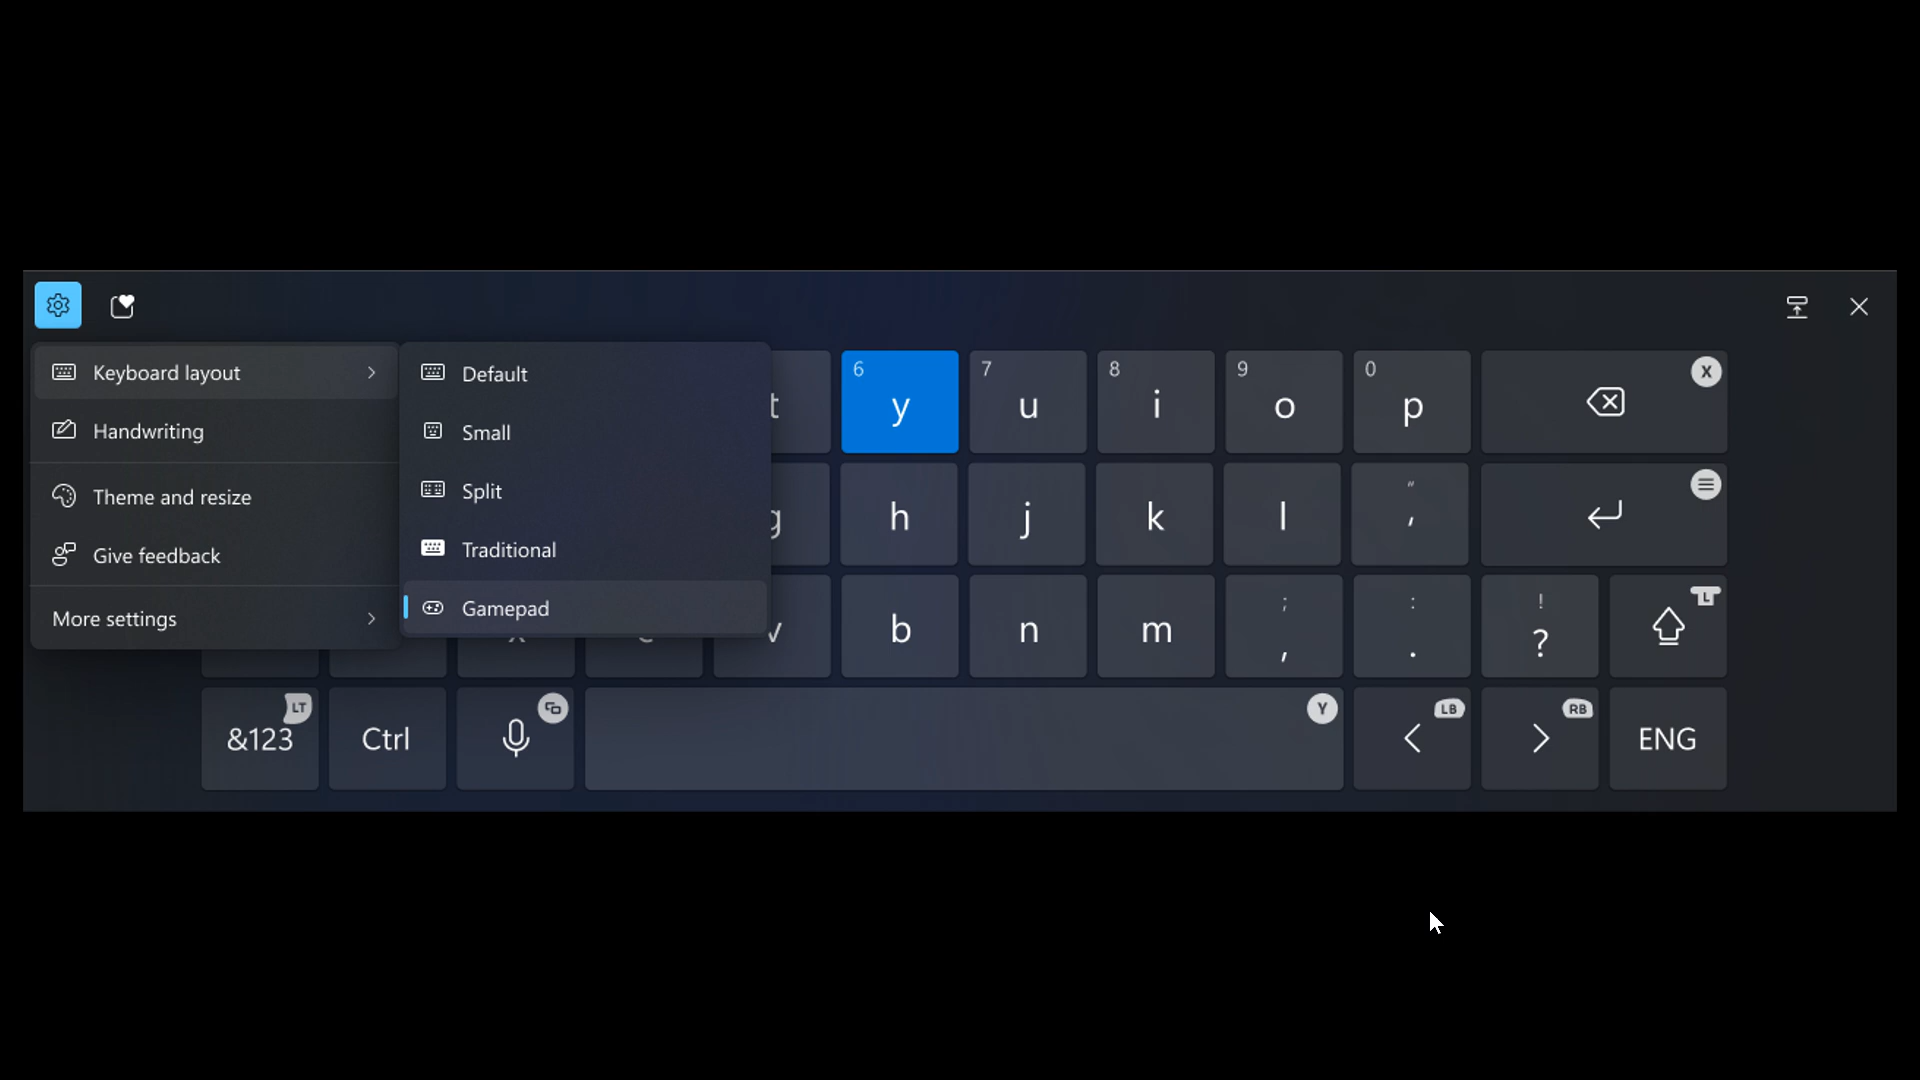 Keyboard layout
Handwriting
Theme and resize
Give feedback
More settings
Default
Small
Split
Traditional
Gamepad
t 6 y 7 u 8 i 9 o 0 p X
g h j k l " '
v b n m ; , : . ! ? L
&123 LT Ctrl Y < LB > RB ENG